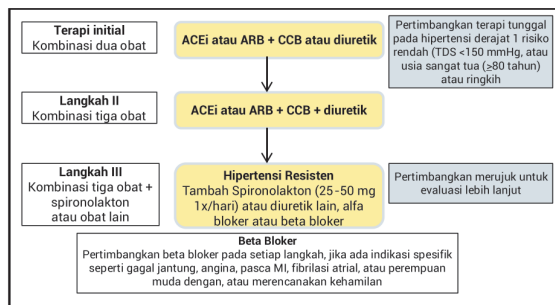 Terapi initial
Kombinasi dua obat
ACEi atau ARB + CCB atau diuretik
Pertimbangkan terapi tunggal
pada hipertensi derajat 1 risiko
rendah (TDS <150 mmHg, atau
usia sangat tua (≥80 tahun)
atau ringkih
Langkah II
Kombinasi tiga obat
ACEi atau ARB + CCB + diuretik
Langkah III
Kombinasi tiga obat +
spironolakton
atau obat lain
Hipertensi Resisten
Tambah Spironolakton (25-50 mg
1x/hari) atau diuretik lain, alfa
bloker atau beta bloker
Pertimbangkan merujuk untuk
evaluasi lebih lanjut
Beta Bloker
Pertimbangkan beta bloker pada setiap langkah, jika ada indikasi spesifik
seperti gagal jantung, angina, pasca MI, fibrilasi atrial, atau perempuan
muda dengan, atau merencanakan kehamilan